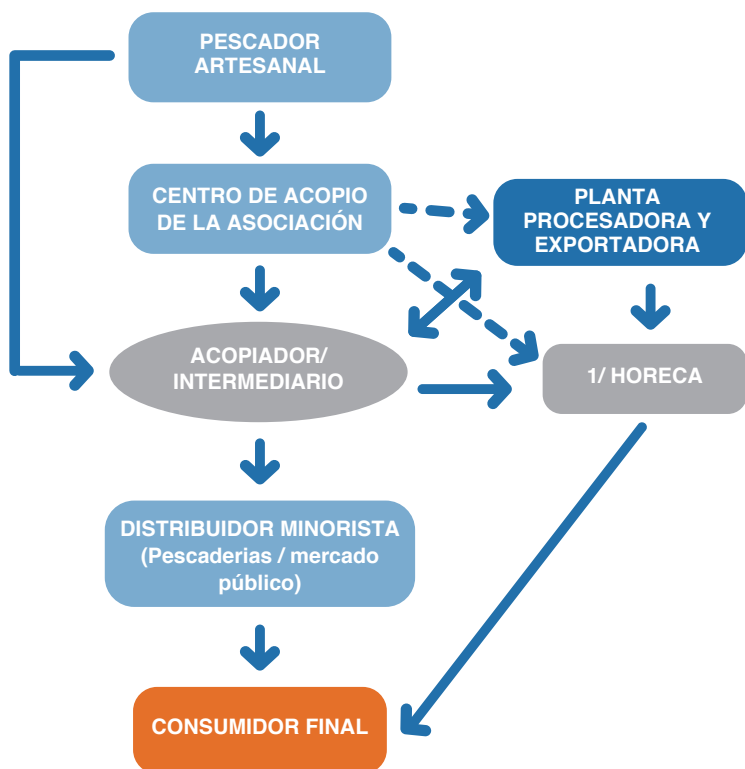 PESCADOR
ARTESANAL
CENTRO DE ACOPIO
DE LA ASOCIACIÓN
PLANTA
PROCESADORA Y
EXPORTADORA
ACOPIADOR/
INTERMEDIARIO
1/ HORECA
DISTRIBUIDOR MINORISTA
(Pescaderias / mercado
público)
CONSUMIDOR FINAL